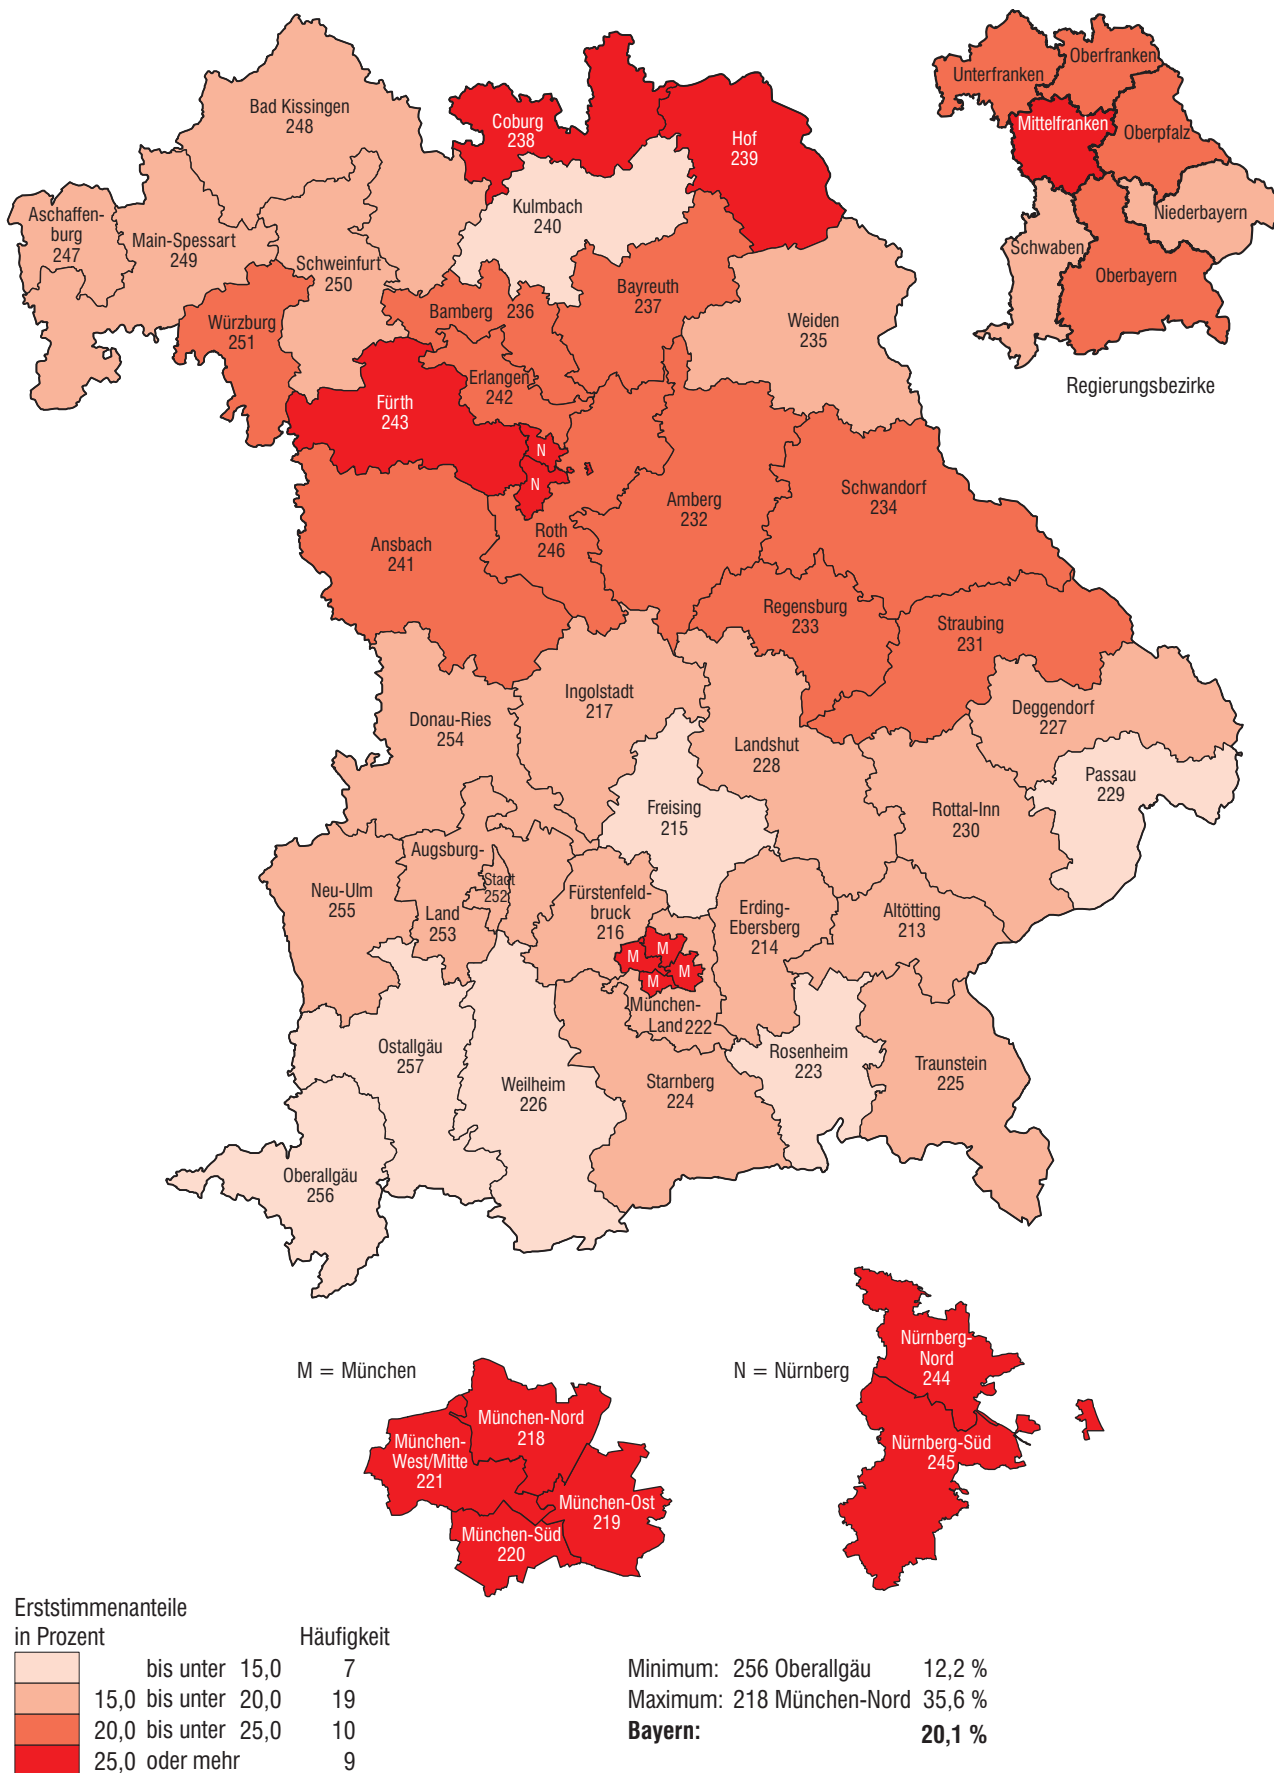 Bad Kissingen
248
Coburg
238
Hof
239
Kulmbach
240
Aschaffen-
burg
247
Main-Spessart
249
Schweinfurt
250
Würzburg
251
Bamberg 236
Bayreuth
237
Weiden
235
Erlangen
242
Fürth
243
N
N
Ansbach
241
Roth
246
Amberg
232
Schwandorf
234
Regensburg
233
Straubing
231
Ingolstadt
217
Donau-Ries
254
Landshut
228
Deggendorf
227
Passau
229
Freising
215
Rottal-Inn
230
Augsburg-
Stadt
252
Land
253
Neu-Ulm
255
Fürstenfeld-
bruck
216
Erding-
Ebersberg
214
Altötting
213
M
M
M
M
München-
Land 222
Ostallgäu
257
Weilheim
226
Starnberg
224
Rosenheim
223
Traunstein
225
Oberallgäu
256
Unterfranken
Oberfranken
Mittelfranken
Oberpfalz
Niederbayern
Schwaben
Oberbayern
Regierungsbezirke
M = München
München-Nord
218
München-
West/Mitte
221
München-Ost
219
München-Süd
220
N = Nürnberg
Nürnberg-
Nord
244
Nürnberg-Süd
245
Erststimmenanteile
in Prozent Häufigkeit
bis unter 15,0 7
15,0 bis unter 20,0 19
20,0 bis unter 25,0 10
25,0 oder mehr 9
Minimum: 256 Oberallgäu 12,2 %
Maximum: 218 München-Nord 35,6 %
Bayern: 20,1 %